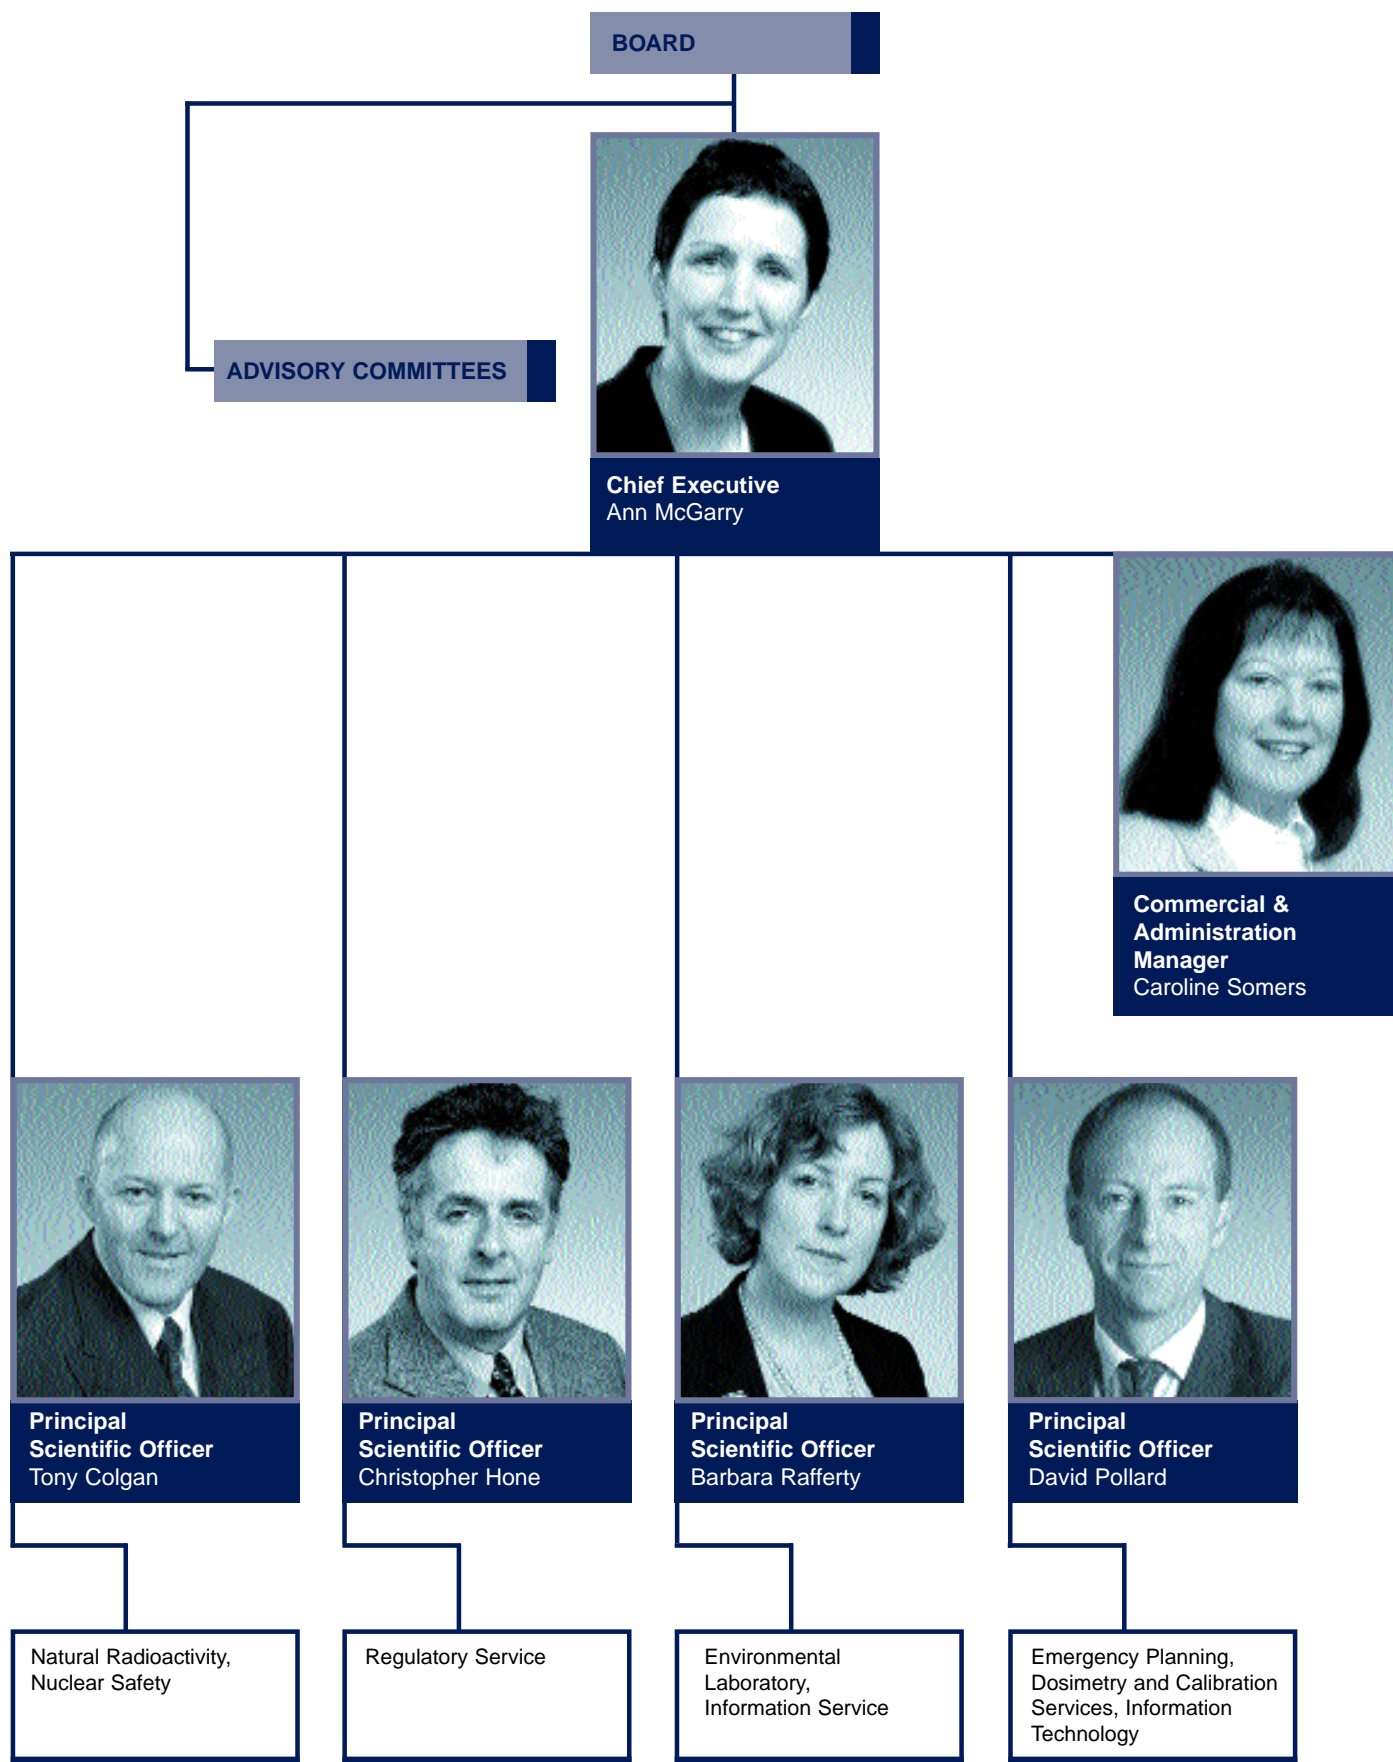 BOARD
ADVISORY COMMITTEES
Chief Executive
Ann McGarry
Commercial &
Administration
Manager
Caroline Somers
Principal
Scientific Officer
Tony Colgan
Principal
Scientific Officer
Christopher Hone
Principal
Scientific Officer
Barbara Rafferty
Principal
Scientific Officer
David Pollard
Natural Radioactivity,
Nuclear Safety
Regulatory Service
Environmental
Laboratory,
Information Service
Emergency Planning,
Dosimetry and Calibration
Services, Information
Technology